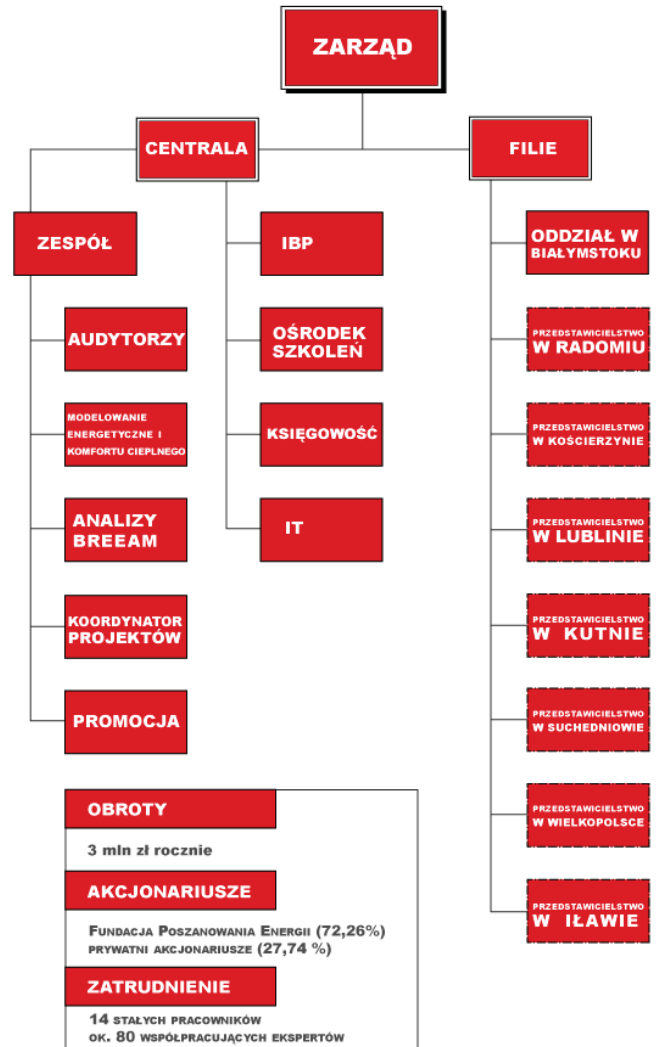 ZARZĄD
CENTRALA
FILIE
ZESPÓŁ
AUDYTORZY
MODELOWANIE
ENERGETYCZNE I
KOMFORTU CIEPLNEGO
ANALIZY
BREEAM
KOORDYNATOR
PROJEKTÓW
PROMOCJA
IBP
OŚRODEK
SZKOLEŃ
KSIĘGOWOŚĆ
IT
ODDZIAŁ W
BIAŁYMSTOKU
PRZEDSTAWICIELSTWO
W RADOMIU
PRZEDSTAWICIELSTWO
W KOŚCIERZYNIE
PRZEDSTAWICIELSTWO
W LUBLINIE
PRZEDSTAWICIELSTWO
W KUTNIE
PRZEDSTAWICIELSTWO
W SUCHEDNIOWIE
PRZEDSTAWICIELSTWO
W WIELKOPOLSCE
PRZEDSTAWICIELSTWO
W IŁAWIE
OBROTY
3 mln zł rocznie
AKCJONARIUSZE
FUNDACJA POSZANOWANIA ENERGII (72,26%)
PRYWATNI AKCJONARIUSZE (27,74 %)
ZATRUDNIENIE
14 STAŁYCH PRACOWNIKÓW
OK. 80 WSPÓŁPRACUJĄCYCH EKSPERTÓW